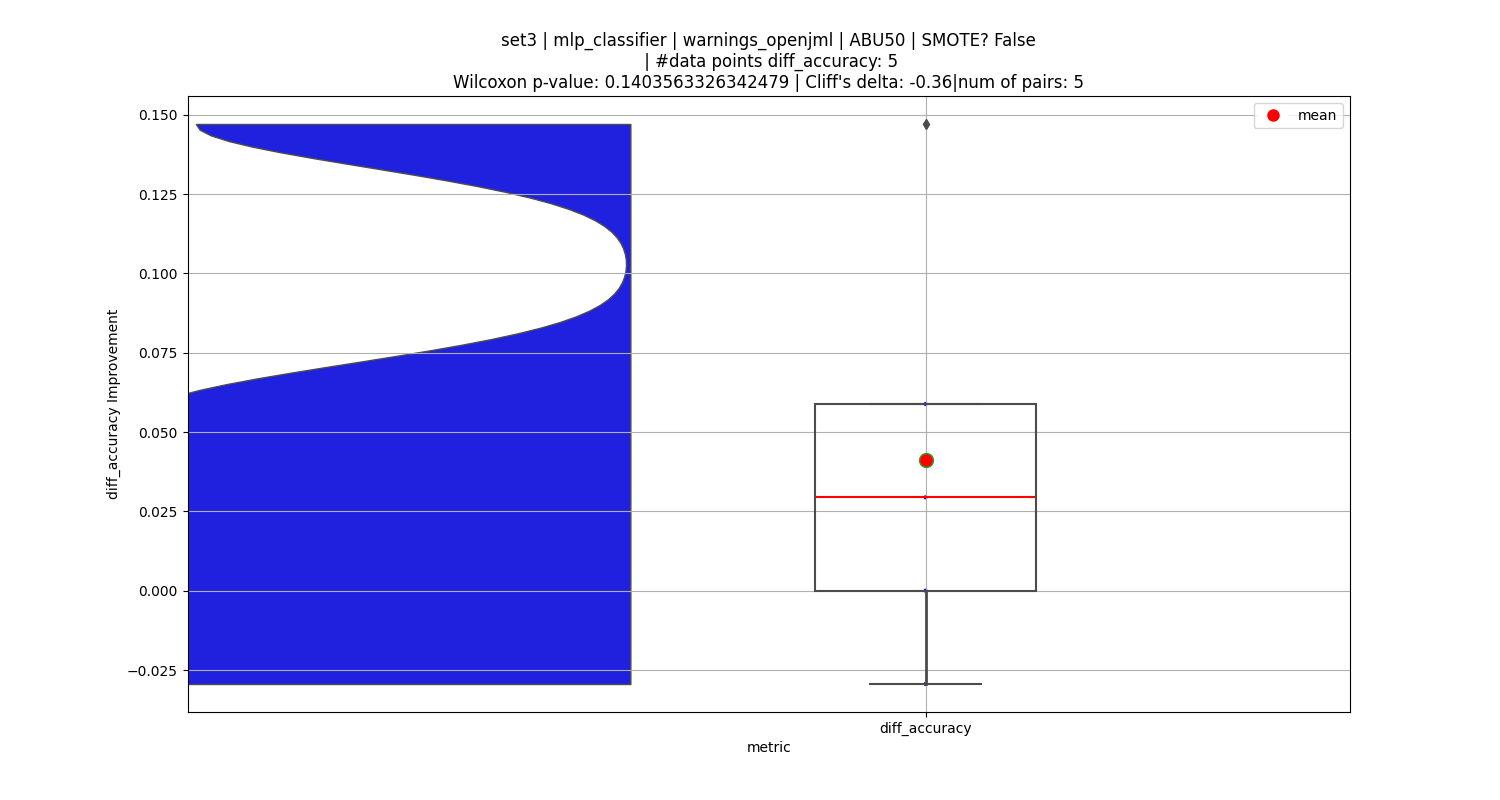 set3 | mlp_classifier | warnings_openjml | ABU50 | SMOTE? False
| #data points diff_accuracy: 5
Wilcoxon p-value: 0.1403563326342479 | Cliff's delta: -0.36|num of pairs: 5
mean
0.150
0.125
0.100
0.075
0.050
0.025
0.000
−0.025
diff_accuracy Improvement
diff_accuracy
metric